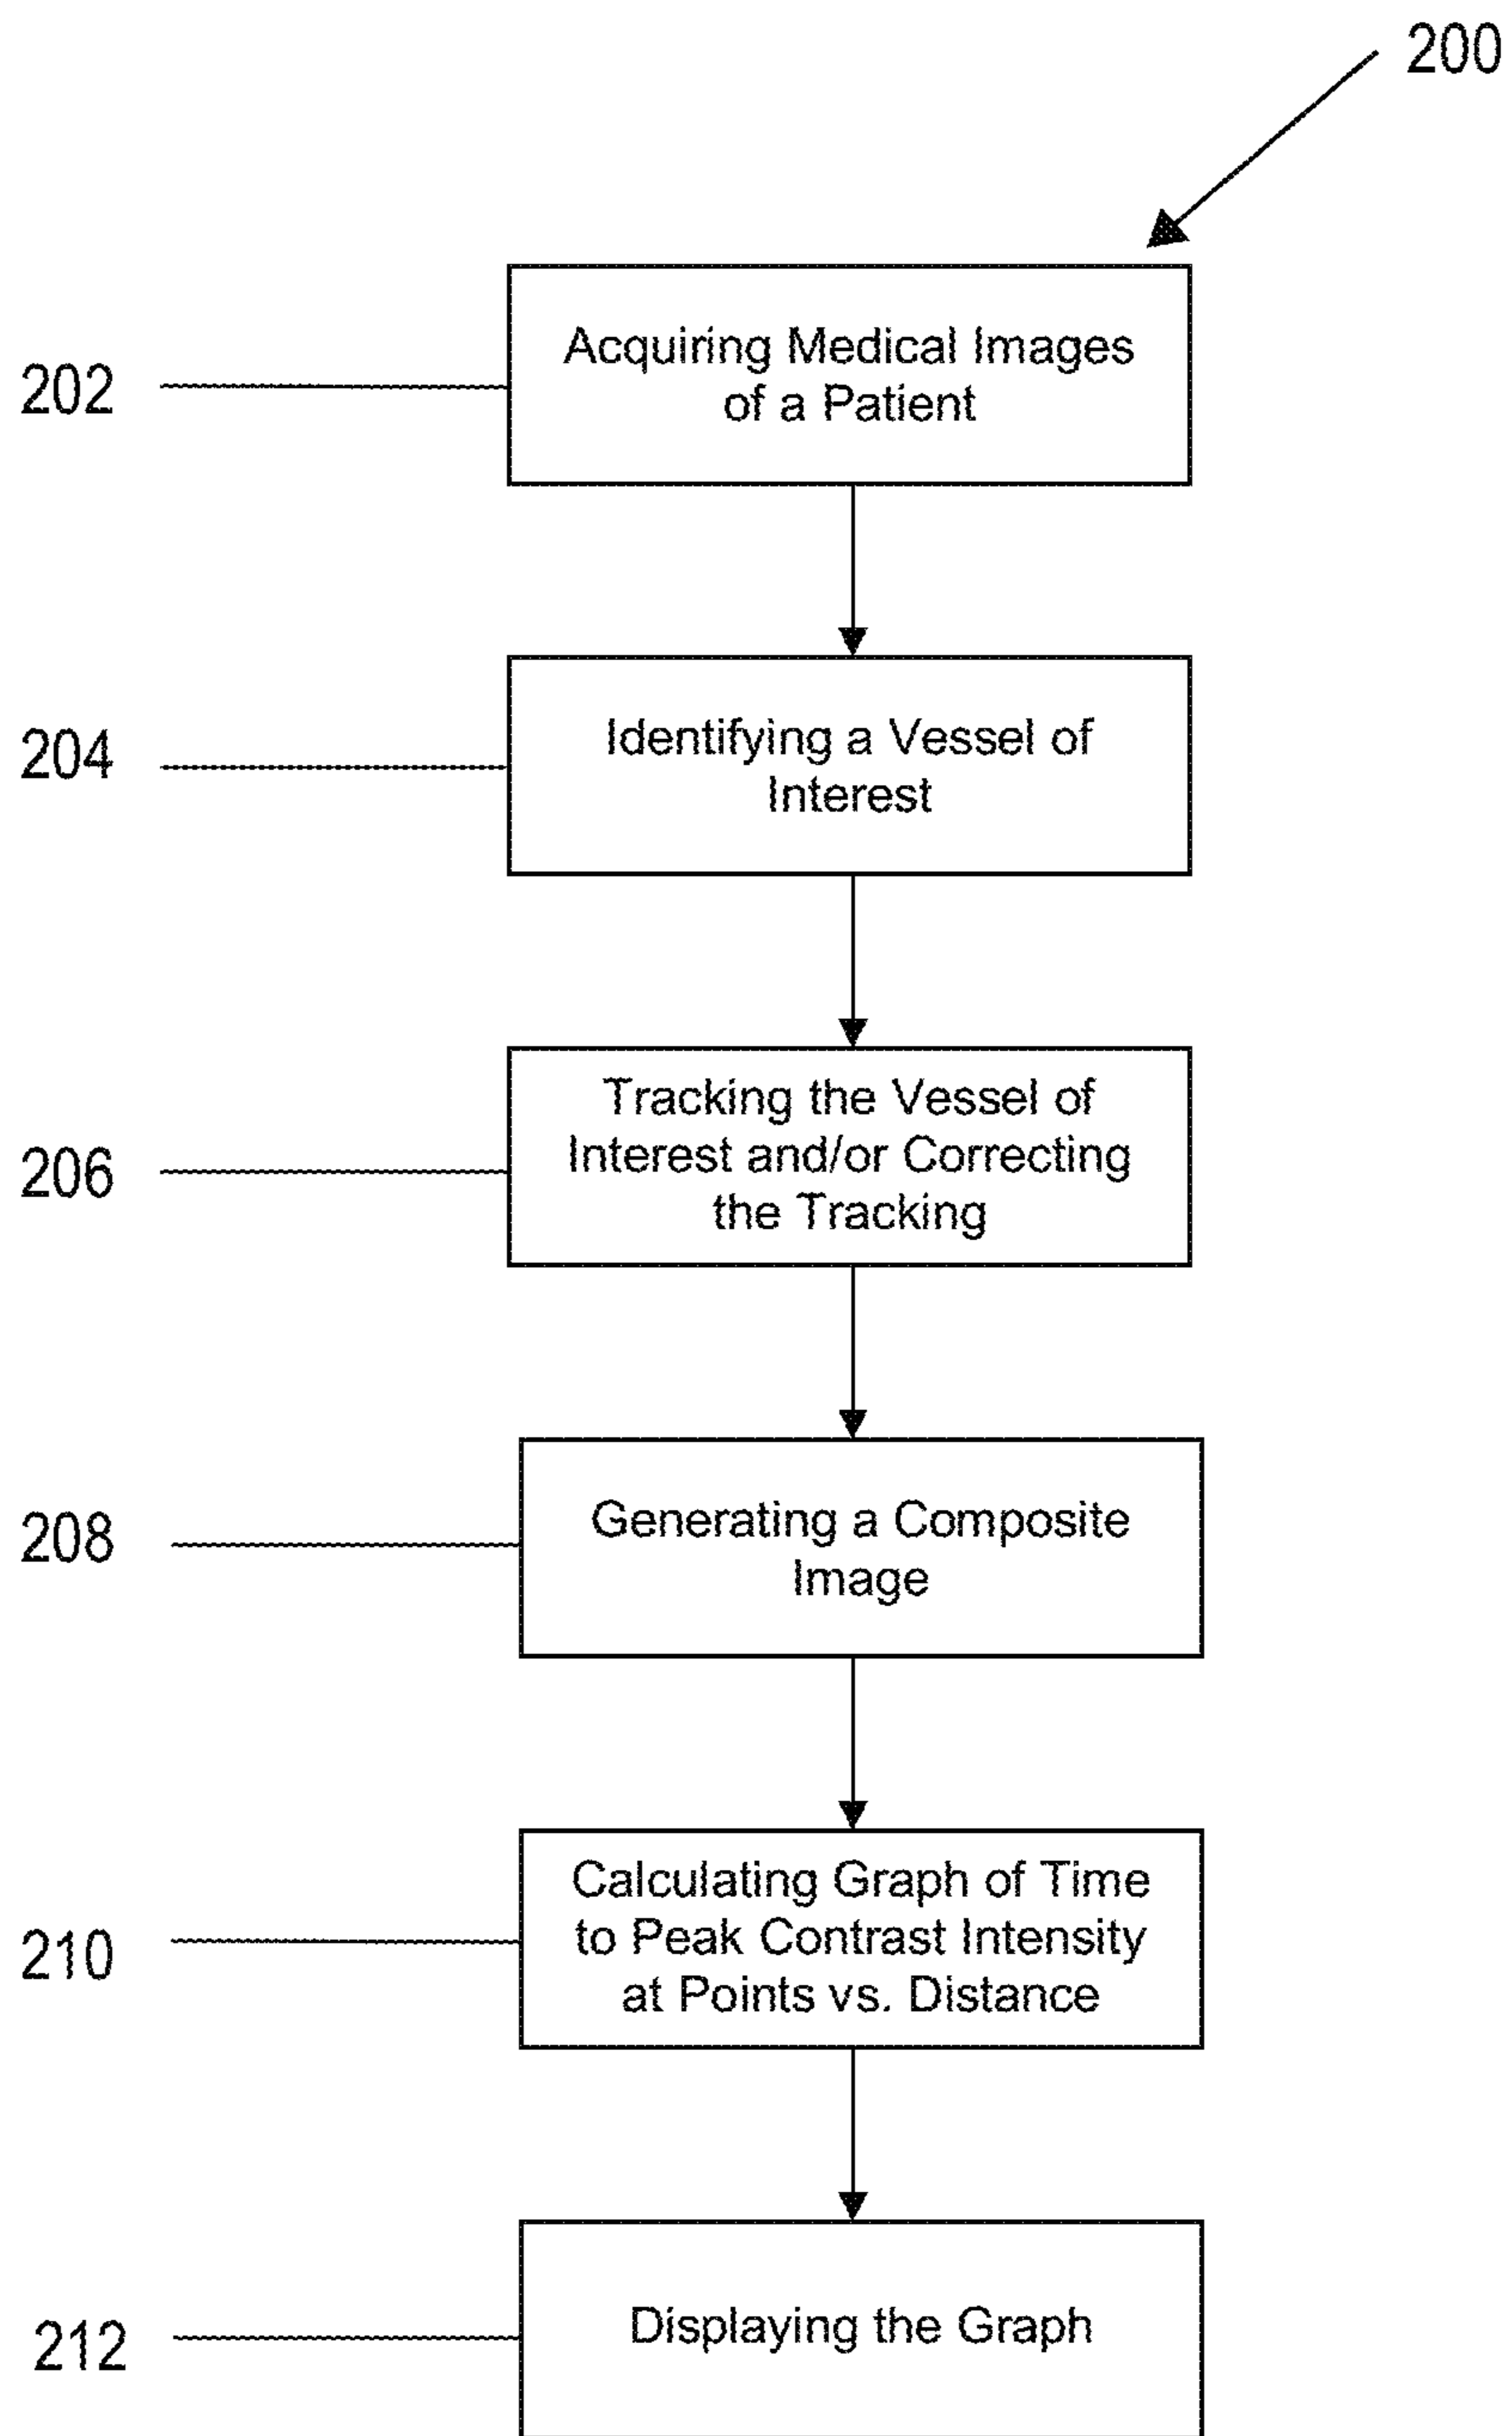 200
202
Acquiring Medical Images
of a Patient
204
Identifying a Vessel of
Interest
206
Tracking the Vessel of
Interest and/or Correcting
the Tracking
208
Generating a Composite
Image
210
Calculating Graph of Time
to Peak Contrast Intensity
at Points vs. Distance
212
Displaying the Graph